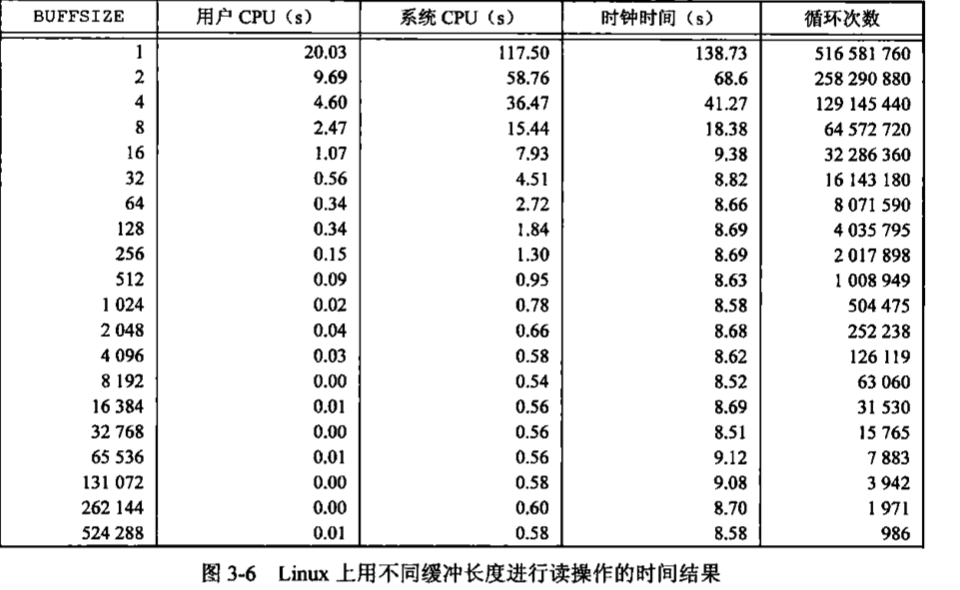 BUFFSIZE 用户 CPU（s） 系统 CPU（s） 时钟时间（s） 循环次数
1 20.03 117.50 138.73 516 581 760
2 9.69 58.76 68.6 258 290 880
4 4.60 36.47 41.27 129 145 440
8 2.47 15.44 18.38 64 572 720
16 1.07 7.93 9.38 32 286 360
32 0.56 4.51 8.82 16 143 180
64 0.34 2.72 8.66 8 071 590
128 0.34 1.84 8.69 4 035 795
256 0.15 1.30 8.69 2 017 898
512 0.09 0.95 8.63 1 008 949
1 024 0.02 0.78 8.58 504 475
2 048 0.04 0.66 8.68 252 238
4 096 0.03 0.58 8.62 126 119
8 192 0.00 0.54 8.52 63 060
16 384 0.01 0.56 8.69 31 530
32 768 0.00 0.56 8.51 15 765
65 536 0.01 0.56 9.12 7 883
131 072 0.00 0.58 9.08 3 942
262 144 0.00 0.60 8.70 1 971
524 288 0.01 0.58 8.58 986
图 3-6 Linux 上用不同缓冲长度进行读操作的时间结果